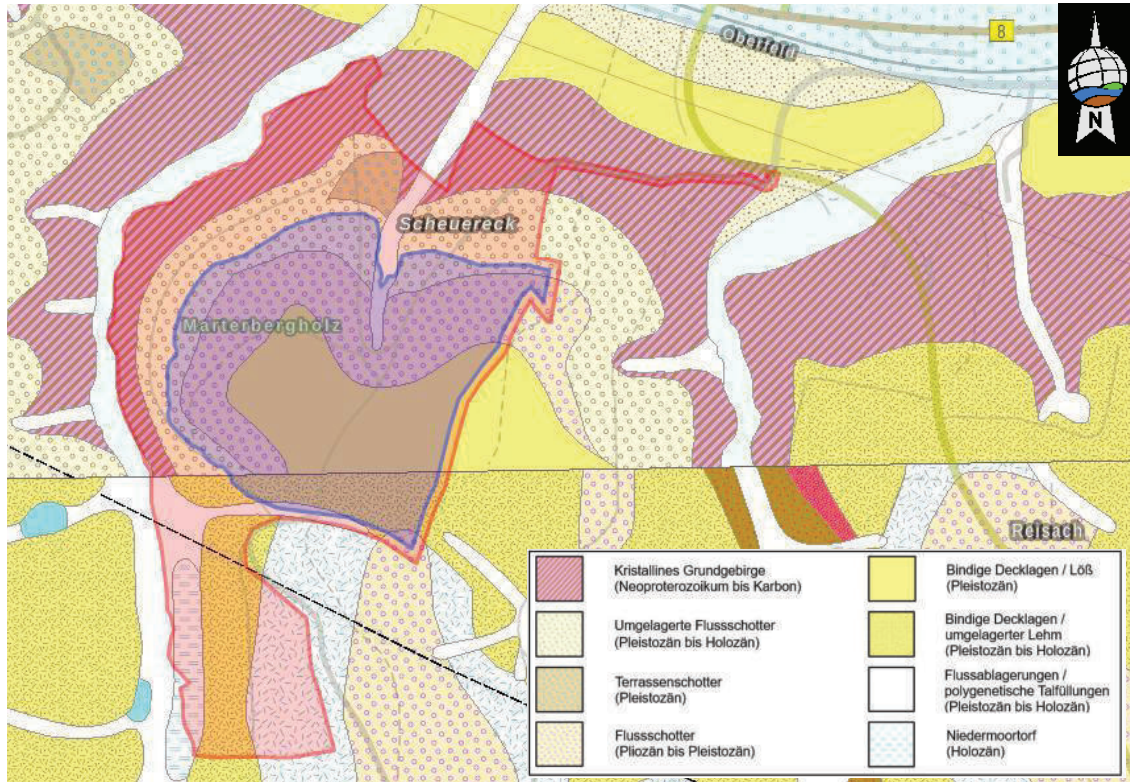 8
N
Scheuereck
Marterbergholz
Reisach
Kristallines Grundgebirge
(Neoproterozoikum bis Karbon)
Umgelagerte Flussschotter
(Pleistozän bis Holozän)
Terrassenschotter
(Pleistozän)
Flussschotter
(Pliozän bis Pleistozän)
Bindige Decklagen / Löß
(Pleistozän)
Bindige Decklagen /
umgelagerter Lehm
(Pleistozän bis Holozän)
Flussablagerungen /
polygenetische Talfüllungen
(Pleistozän bis Holozän)
Niedermoortorf
(Holozän)